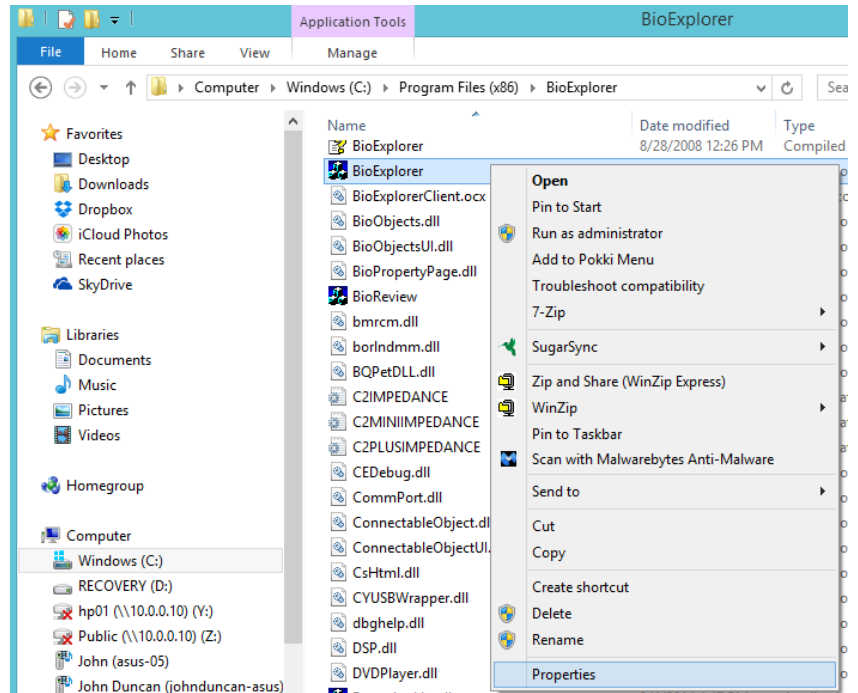 Application Tools
BioExplorer
File
Home
Share
View
Manage
Computer
Windows (C:)
Program Files (x86)
BioExplorer
Favorites
Desktop
Downloads
Dropbox
iCloud Photos
Recent places
SkyDrive
Libraries
Documents
Music
Pictures
Videos
Homegroup
Computer
Windows (C:)
RECOVERY (D:)
hp01 (\\10.0.0.10) (Y:)
Public (\\10.0.0.10) (Z:)
John (asus-05)
John Duncan (johnduncan-asus)
Name
Date modified
Type
BioExplorer
8/28/2008 12:26 PM
Compiled
BioExplorer
BioExplorerClient.ocx
BioObjects.dll
BioObjectsUI.dll
BioPropertyPage.dll
BioReview
bmrcm.dll
borlndmm.dll
BQPetDLL.dll
C2IMPEDANCE
C2MINIIMPEDANCE
C2PLUSIMPEDANCE
CEDebug.dll
CommPort.dll
ConnectableObject.dl
ConnectableObjectUI.
CsHtml.dll
CYUSBWrapper.dll
dbghelp.dll
DSP.dll
DVDPlayer.dll
Open
Pin to Start
Run as administrator
Add to Pokki Menu
Troubleshoot compatibility
7-Zip
SugarSync
Zip and Share (WinZip Express)
WinZip
Pin to Taskbar
Scan with Malwarebytes Anti-Malware
Send to
Cut
Copy
Create shortcut
Delete
Rename
Properties